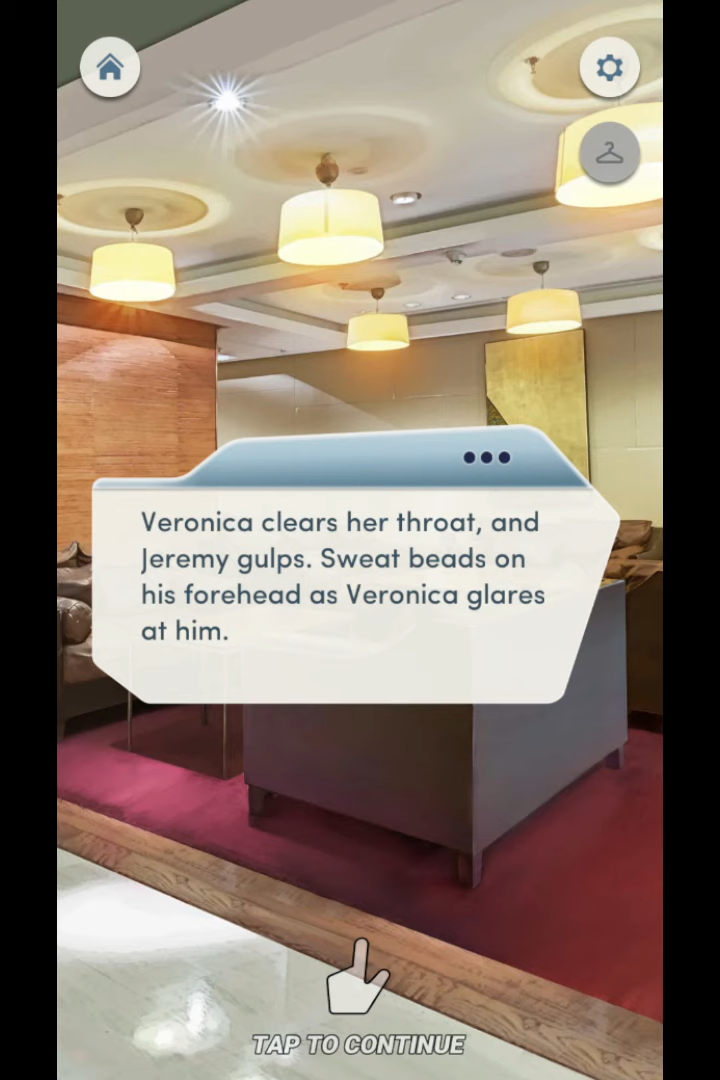 Veronica clears her throat, and
Jeremy gulps. Sweat beads on
his forehead as Veronica glares
at him.
TAP TO CONTINUE